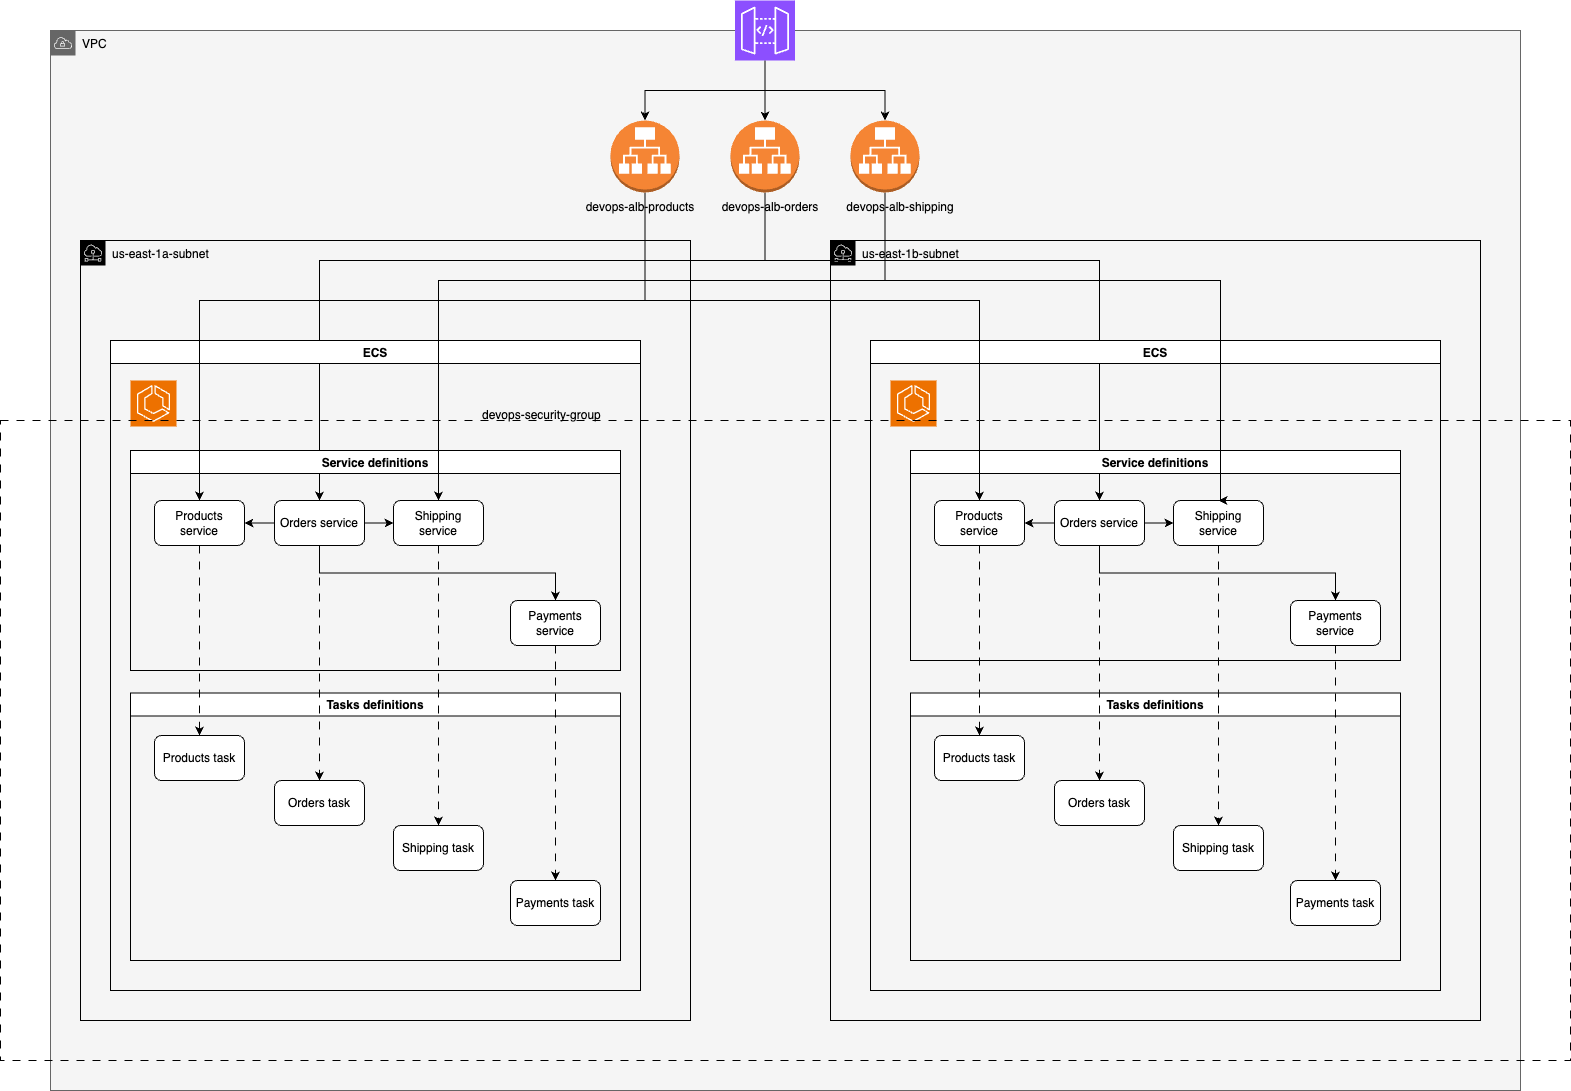 VPC
devops-alb-products
devops-alb-orders
devops-alb-shipping
us-east-1a-subnet
us-east-1b-subnet
ECS
ECS
devops-security-group
Service definitions
Service definitions
Products
service
Orders service
Shipping
service
Products
service
Orders service
Shipping
service
Payments
service
Payments
service
Tasks definitions
Tasks definitions
Products task
Products task
Orders task
Orders task
Shipping task
Shipping task
Payments task
Payments task